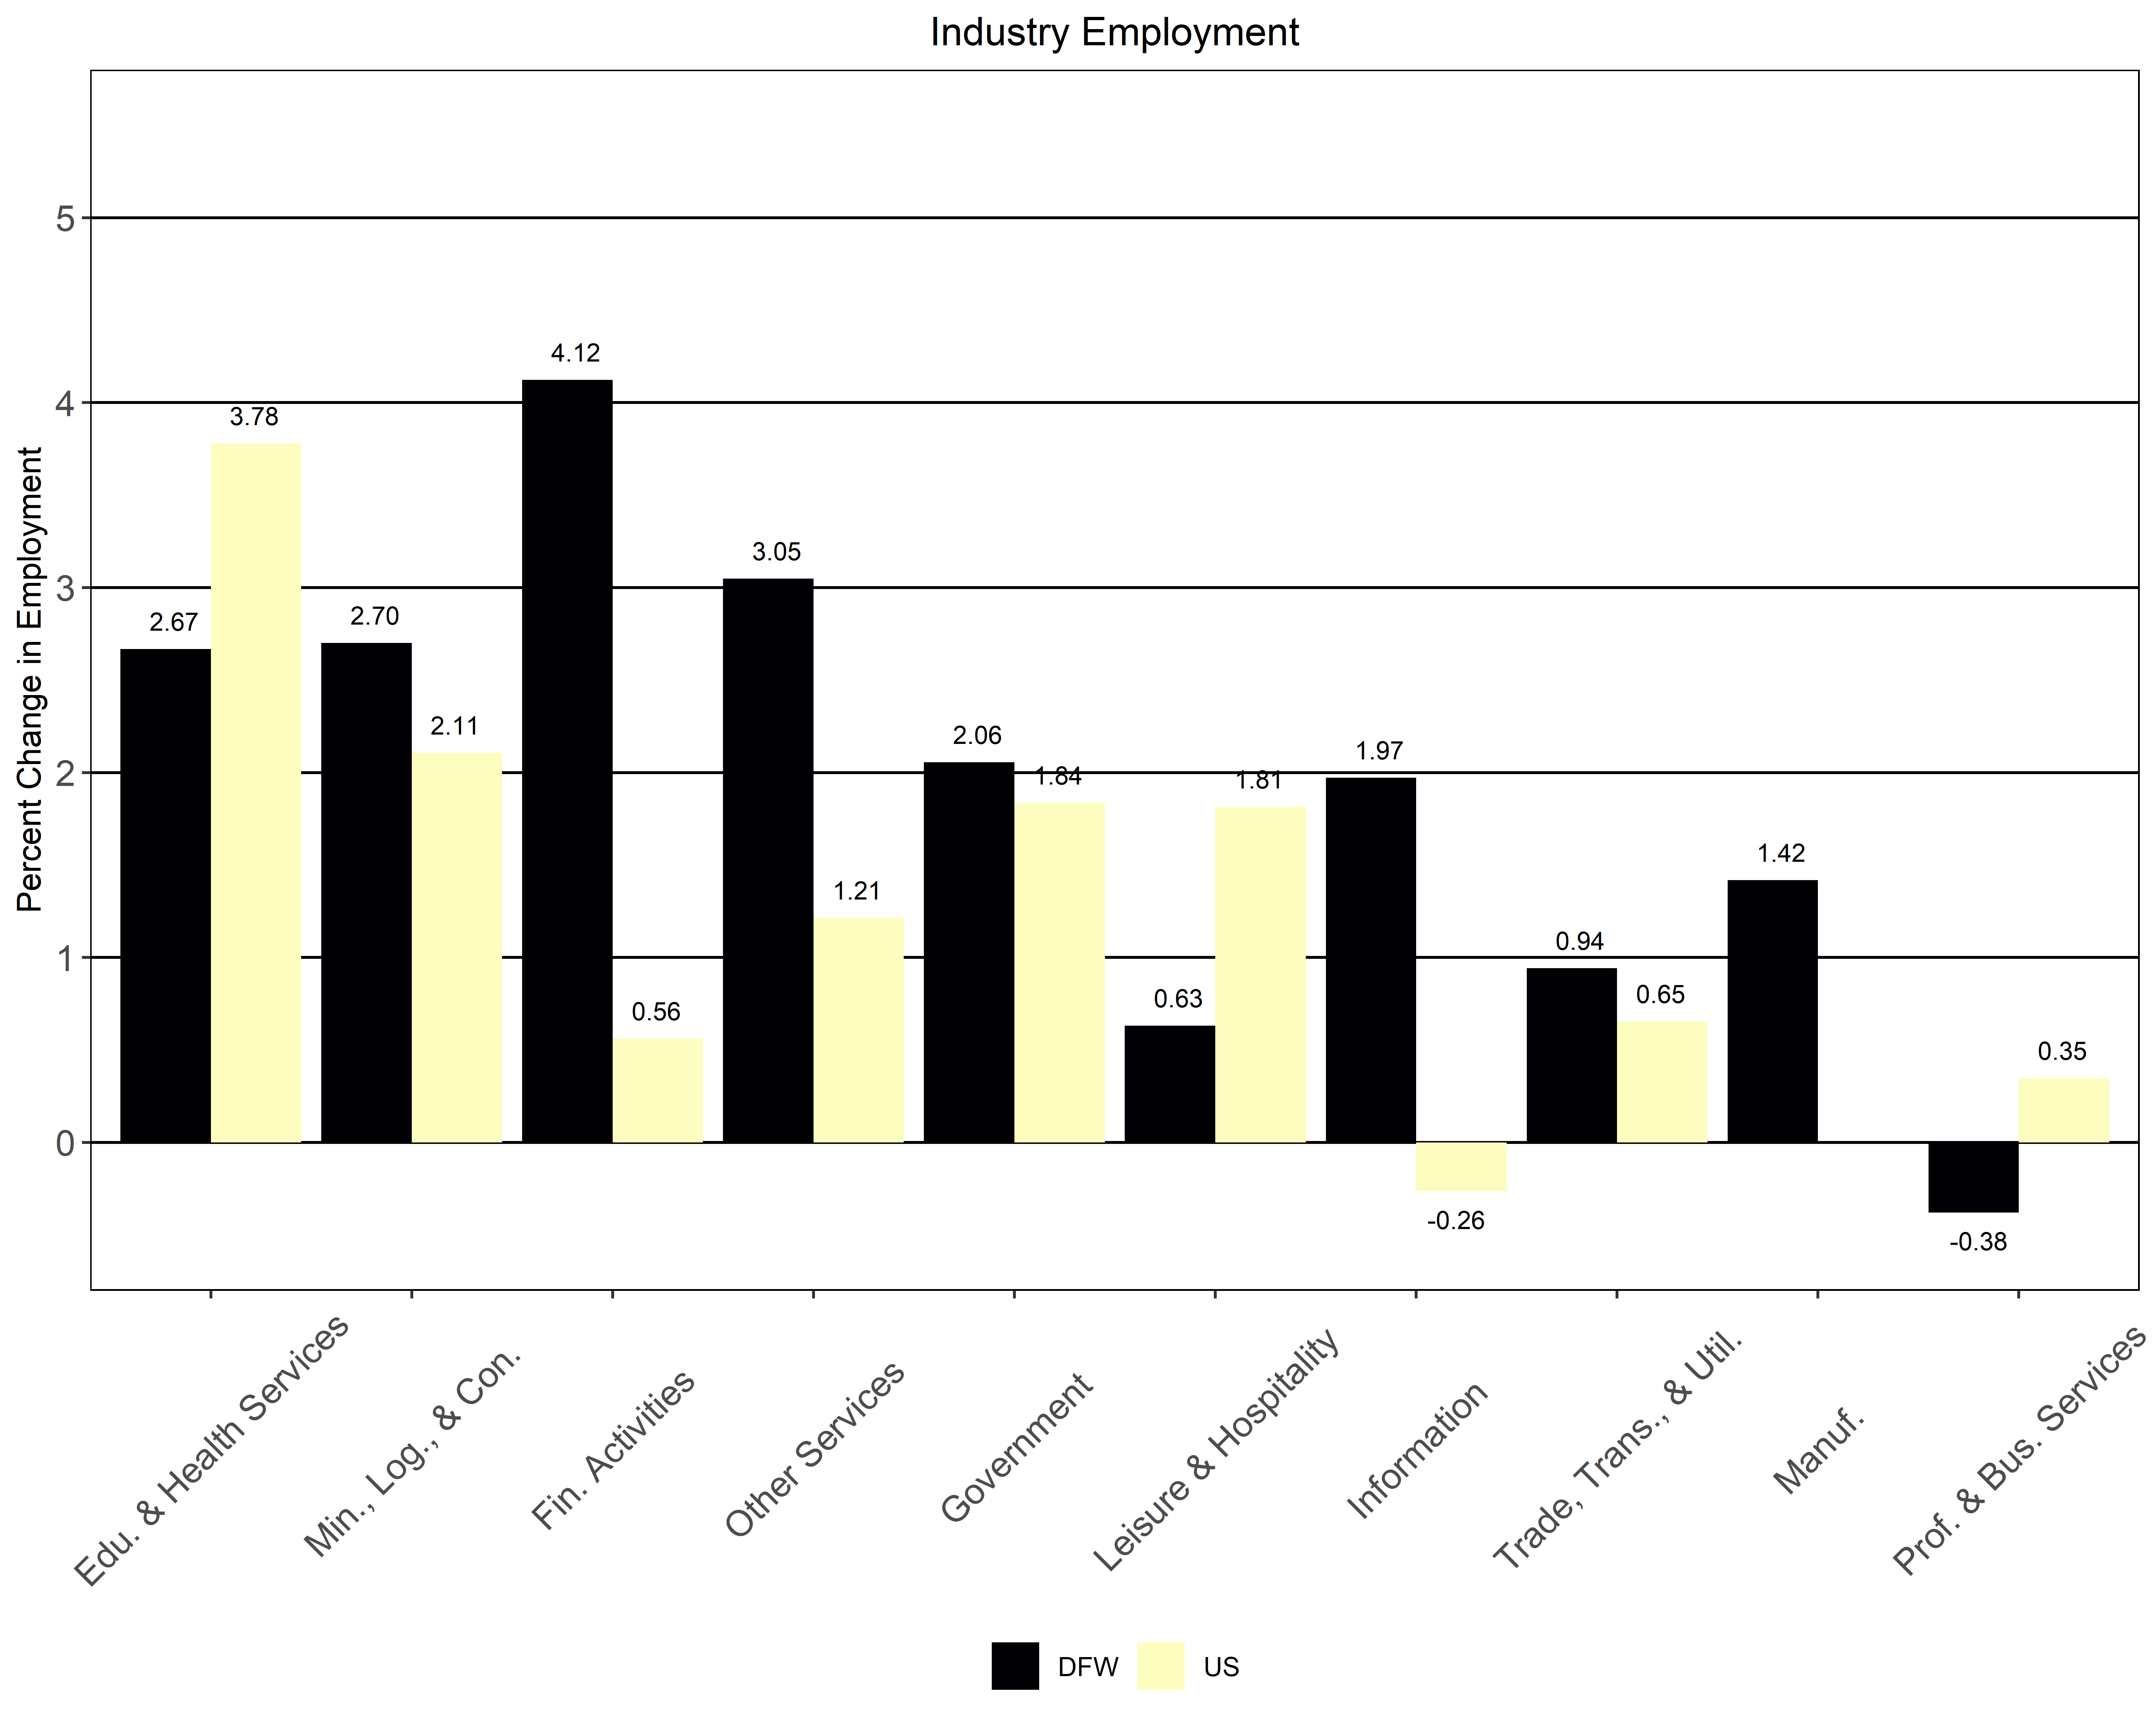 Industry Employment
Percent Change in Employment
5
4
3
2
1
0
2.67
3.78
2.70
2.11
4.12
0.56
3.05
1.21
2.06
1.84
0.63
1.81
1.97
-0.26
0.94
0.65
1.42
-0.38
0.35
Edu. & Health Services
Min., Log., & Con.
Fin. Activities
Other Services
Government
Leisure & Hospitality
Information
Trade, Trans., & Util.
Manuf.
Prof. & Bus. Services
DFW
US